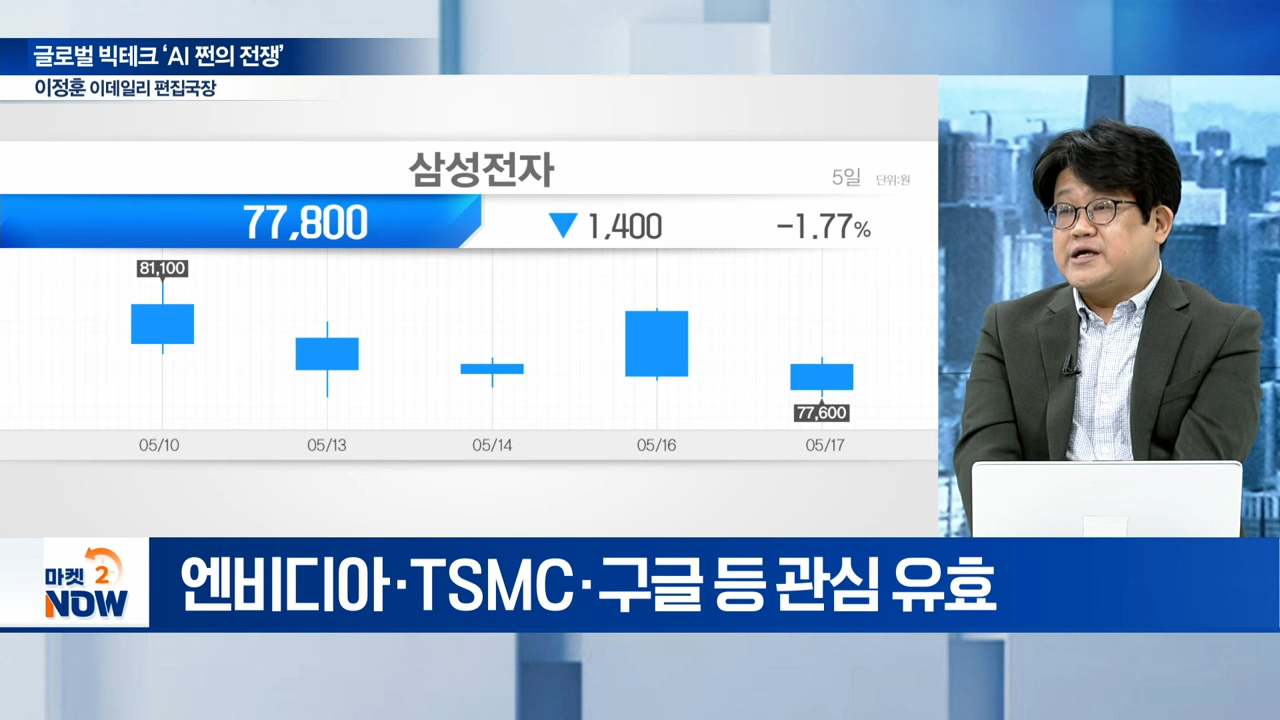 글로벌 빅테크 ‘AI 쩐의 전쟁’
이정훈 이데일리 편집국장
삼성전자
5일 단위:원
77,800 ▼ 1,400 -1.77%
81,100
77,600
05/10 05/13 05/14 05/16 05/17
마켓 2
NOW
엔비디아·TSMC·구글 등 관심 유효